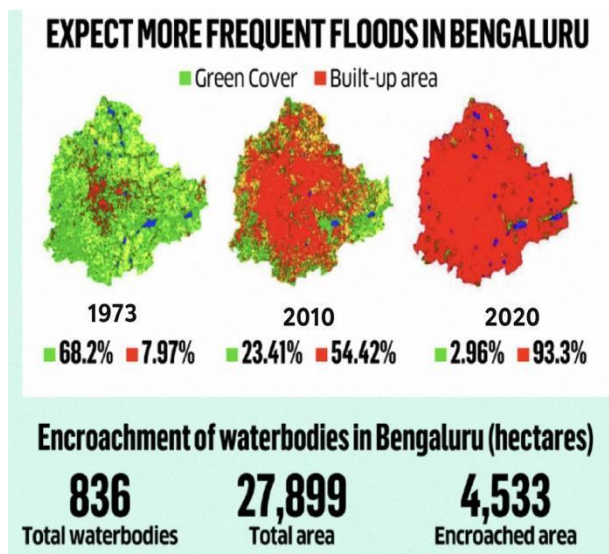 EXPECT MORE FREQUENT FLOODS IN BENGALURU
Green Cover Built-up area
1973 2010 2020
68.2% 7.97% 23.41% 54.42% 2.96% 93.3%
Encroachment of waterbodies in Bengaluru (hectares)
836 27,899 4,533
Total waterbodies Total area Encroached area